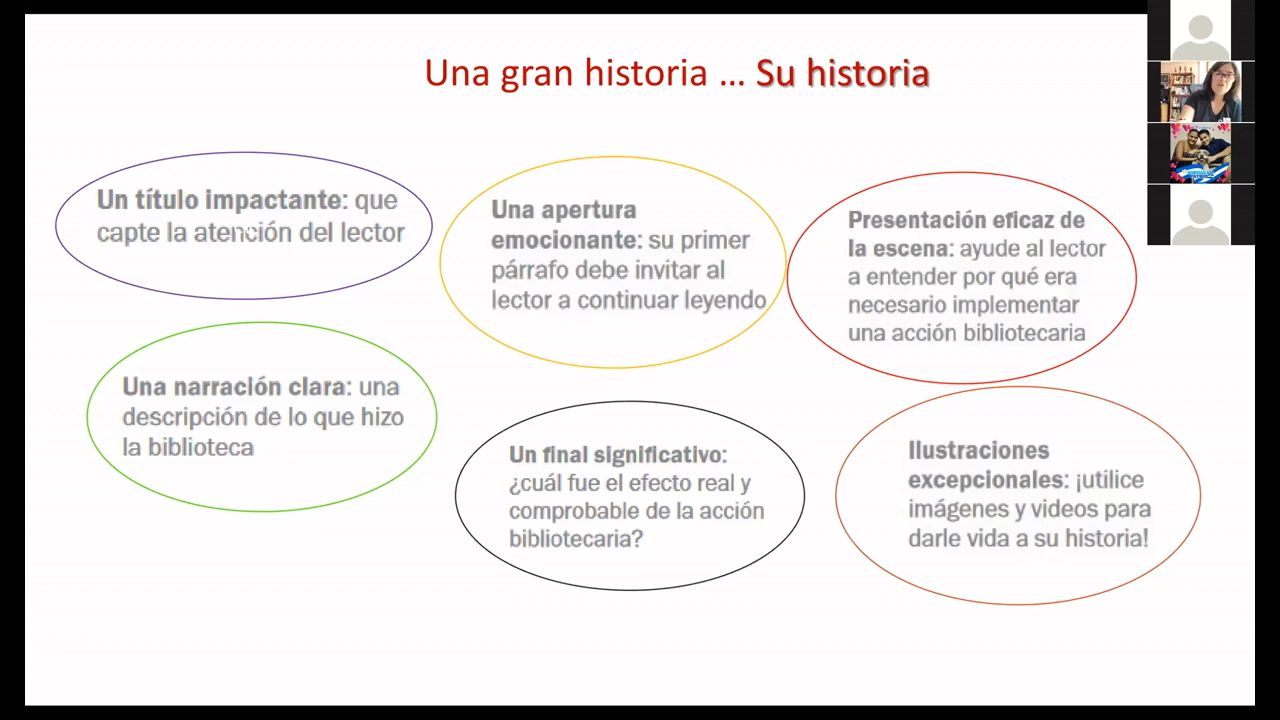 Una gran historia ... Su historia
Un título impactante: que
capte la atención del lector
Una apertura
emocionante: su primer
párrafo debe invitar al
lector a continuar leyendo
Presentación eficaz de
la escena: ayude al lector
a entender por qué era
necesario implementar
una acción bibliotecaria
Una narración clara: una
descripción de lo que hizo
la biblioteca
Un final significativo:
¿cuál fue el efecto real y
comprobable de la acción
bibliotecaria?
Ilustraciones
excepcionales: ¡utilice
imágenes y videos para
darle vida a su historia!